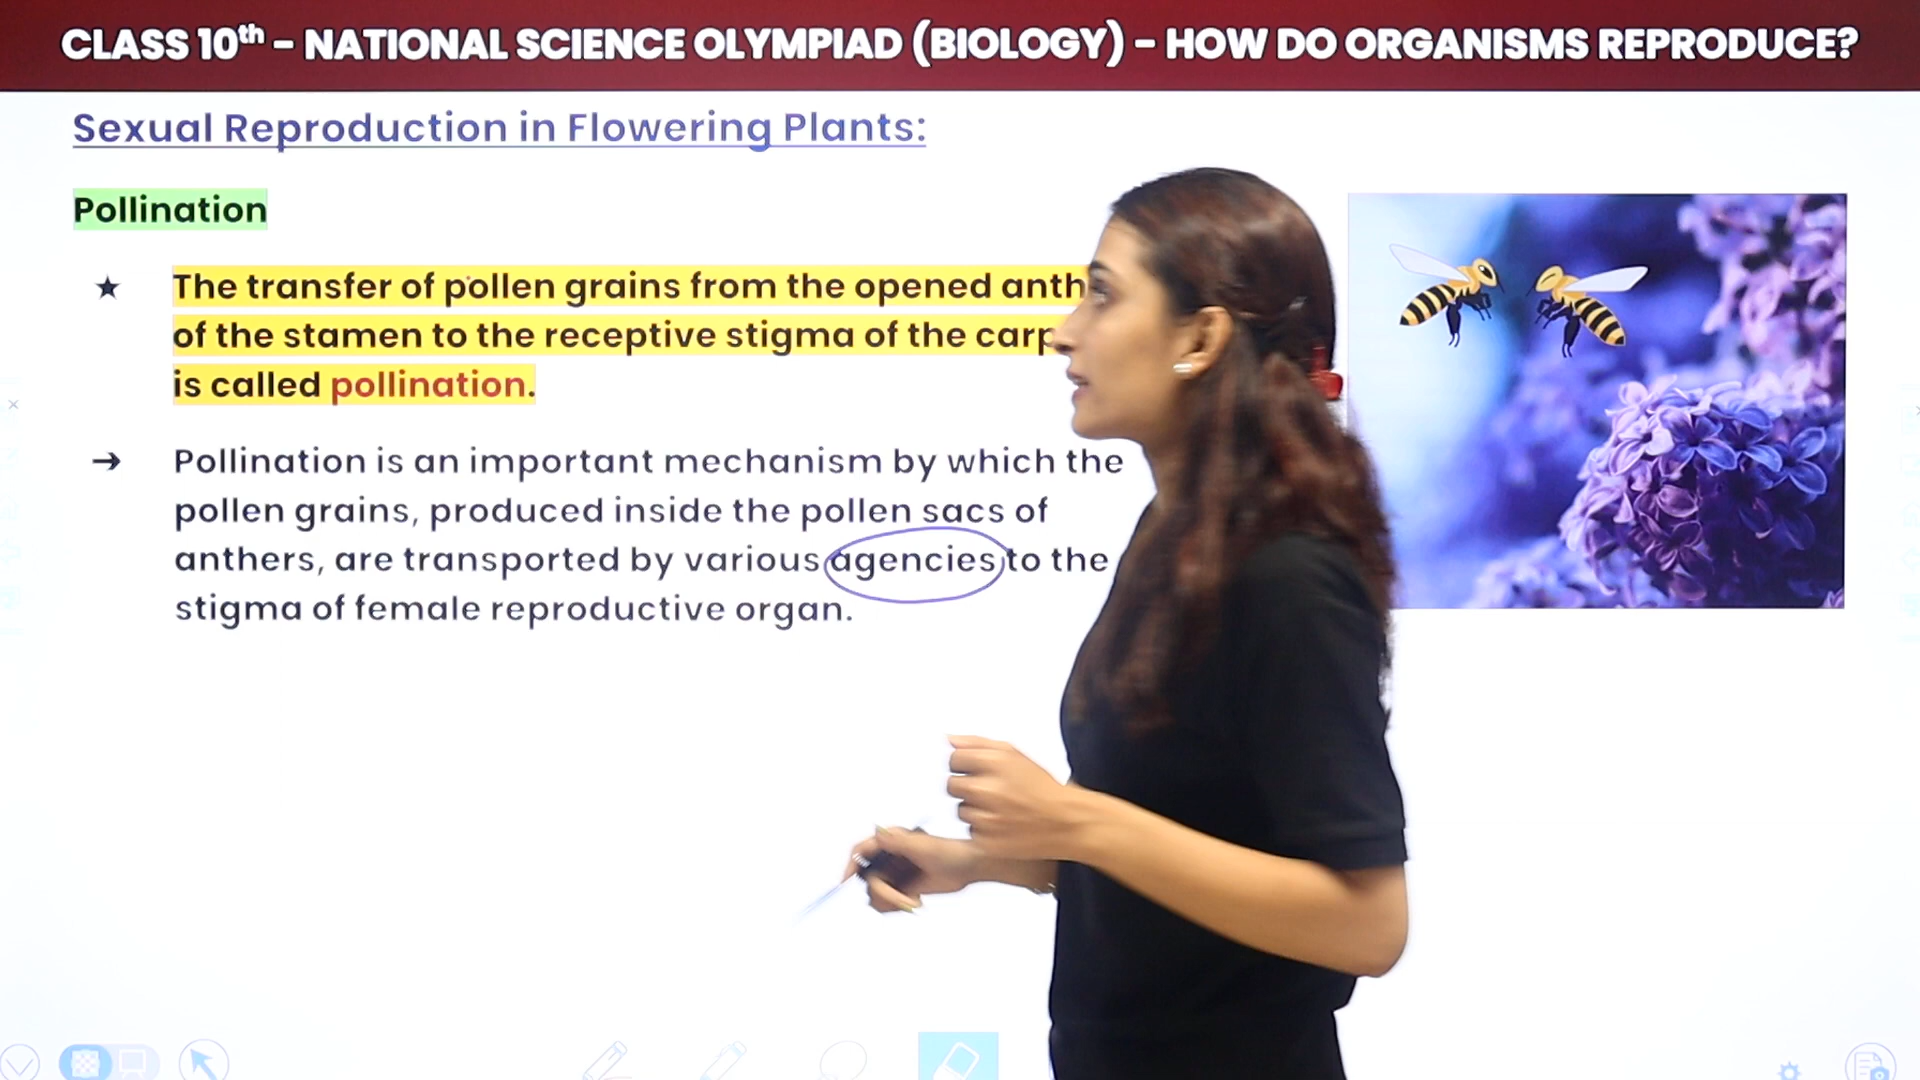 CLASS 10th – NATIONAL SCIENCE OLYMPIAD (BIOLOGY) – HOW DO ORGANISMS REPRODUCE?
Sexual Reproduction in Flowering Plants:
Pollination
★ The transfer of pollen grains from the opened anth
of the stamen to the receptive stigma of the carp
is called pollination.
→ Pollination is an important mechanism by which the
pollen grains, produced inside the pollen sacs of
anthers, are transported by various agencies to the
stigma of female reproductive organ.